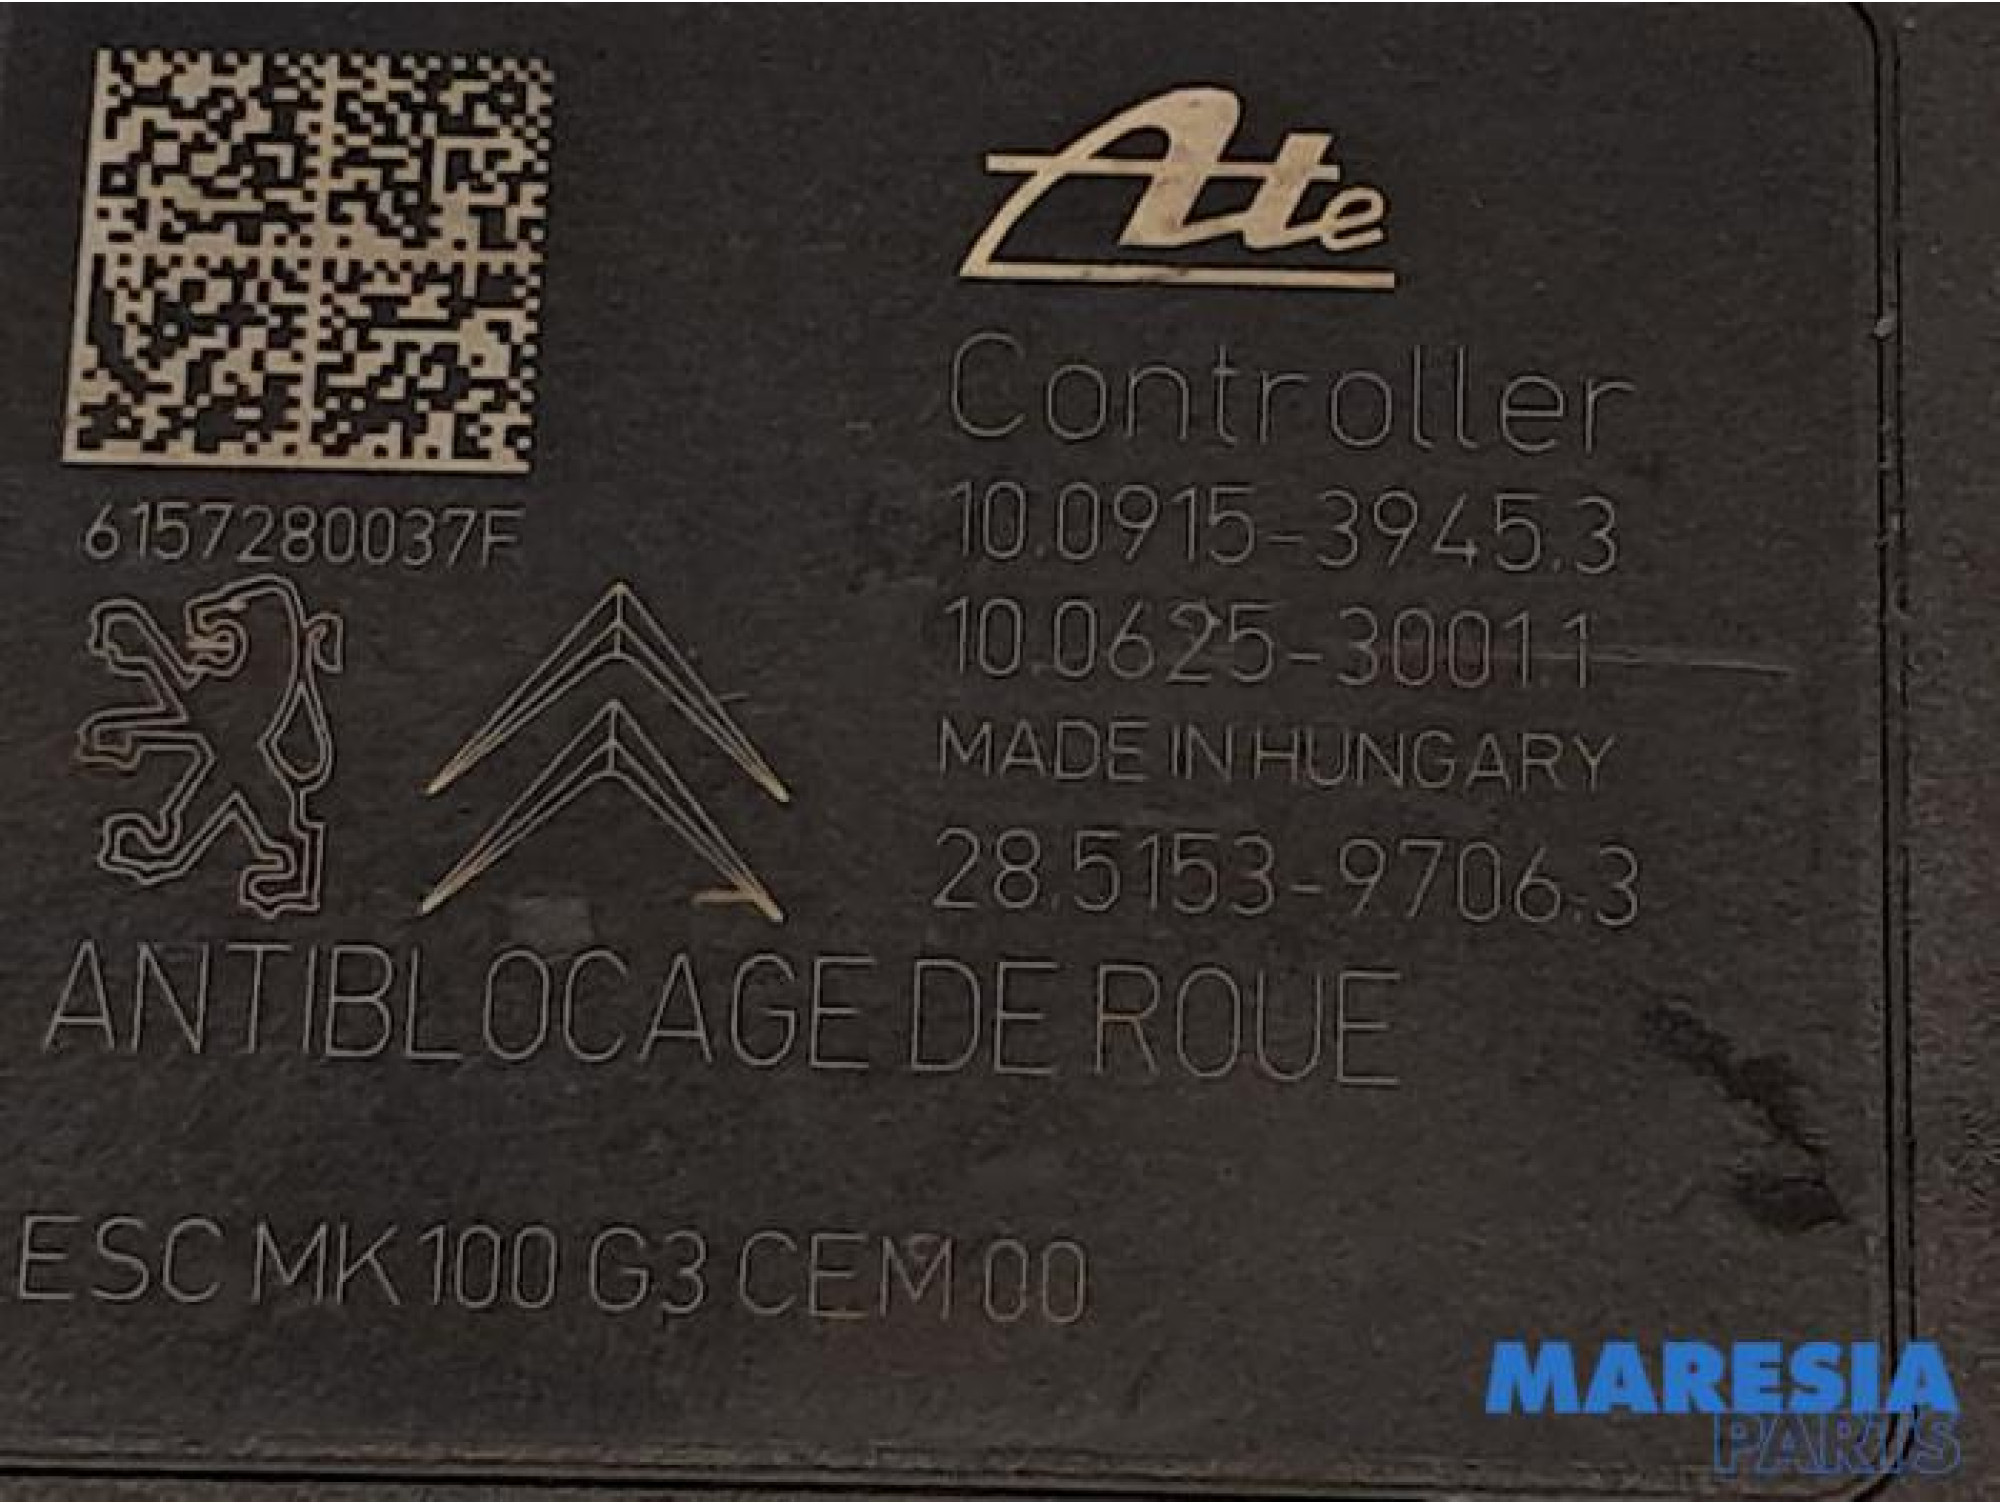 Ate
Controller
10.0915-3945.3
10.0625-3001.1
MADE IN HUNGARY
28.5153-9706.3
6157280037F
ANTIBLOCAGE DE ROUE
ESC MK100 G3 CEM 00
MARESIA
PARTS